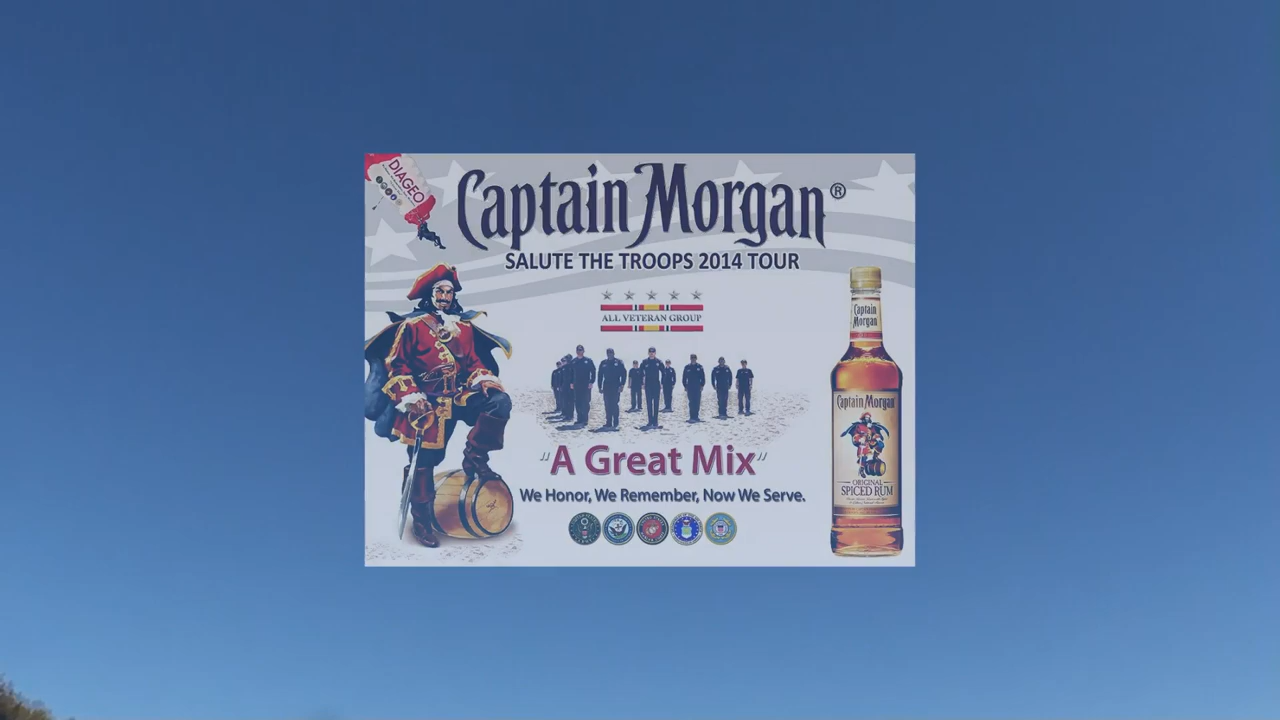 DIAGEO
Captain Morgan®
SALUTE THE TROOPS 2014 TOUR
ALL VETERAN GROUP
Captain
Morgan
Captain Morgan
ORIGINAL
SPICED RUM
"A Great Mix"
We Honor, We Remember, Now We Serve.